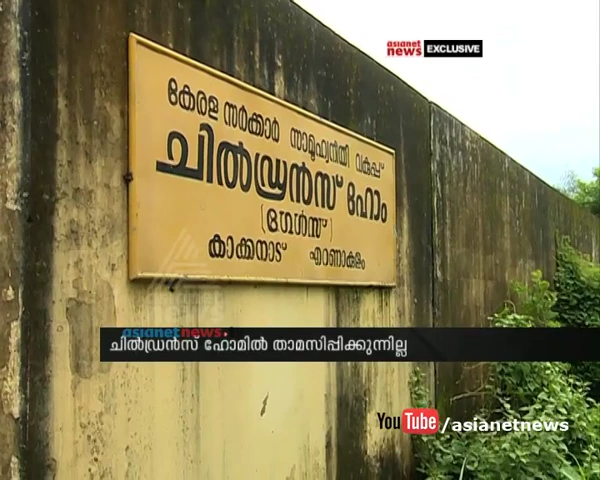 asianet
news EXCLUSIVE
കേരള സർക്കാർ സാമൂഹ്യനീതി വകുപ്പ്
ചിൽഡ്രൻസ് ഹോം
(ഗേൾസ്)
കാക്കനാട് എറണാകുളം
asianet news
ചിൽഡ്രൻസ് ഹോമിൽ താമസിപ്പിക്കുന്നില്ല
YouTube /asianetnews